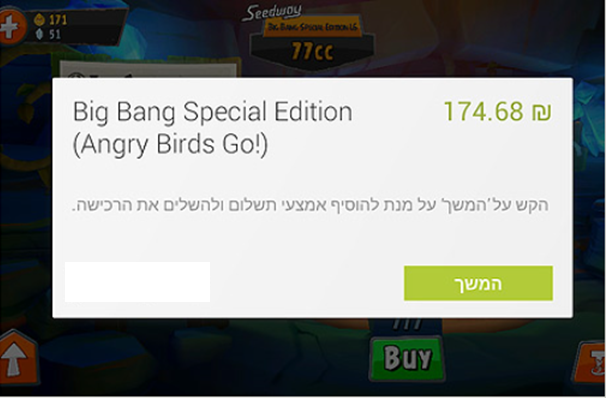 171
51
Seedway
BIG BANG SPECIAL EDITION L6
77CC
Big Bang Special Edition
(Angry Birds Go!)
174.68 ₪
הקש על 'המשך' על מנת להוסיף אמצעי תשלום ולהשלים את הרכישה.
המשך
Buy